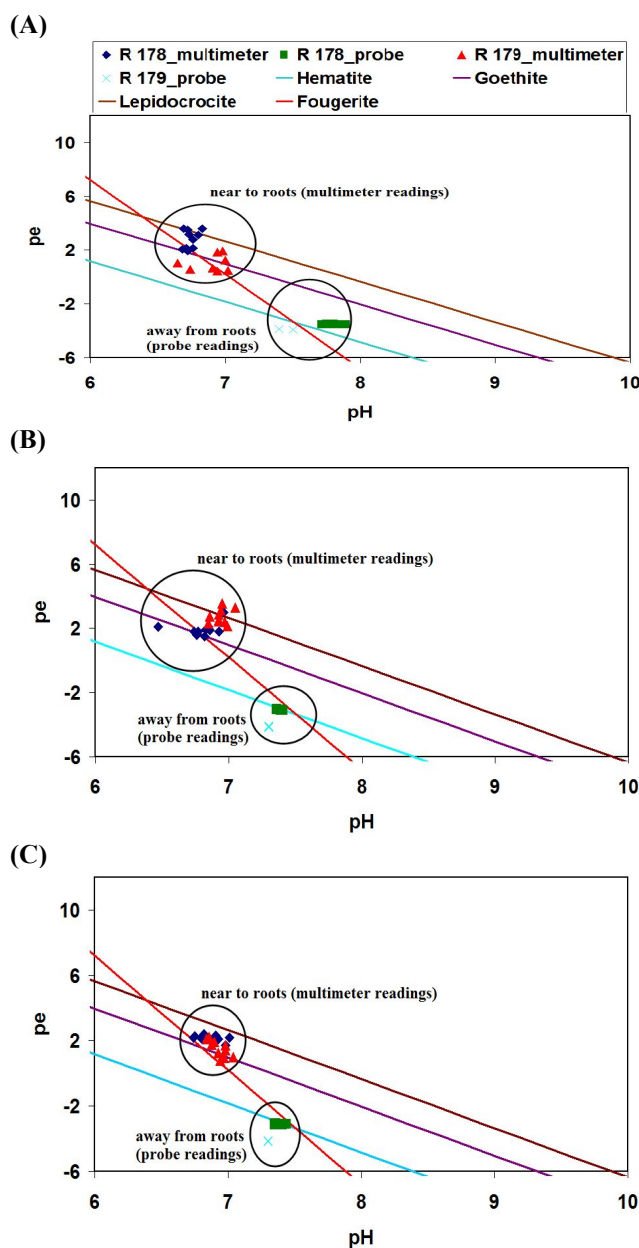 (A)
R 178_multimeter R 178_probe R 179_multimeter
R 179_probe Hematite Goethite
Lepidocrocite Fougerite
10
near to roots (multimeter readings)
6
pe
2
-2
away from roots
(probe readings)
-6
6 7 8 9 10
pH
(B)
10
near to roots (multimeter readings)
6
pe
2
-2
away from roots
(probe readings)
-6
6 7 8 9 10
pH
(C)
10
near to roots (multimeter readings)
6
pe
2
-2
away from roots
(probe readings)
-6
6 7 8 9 10
pH